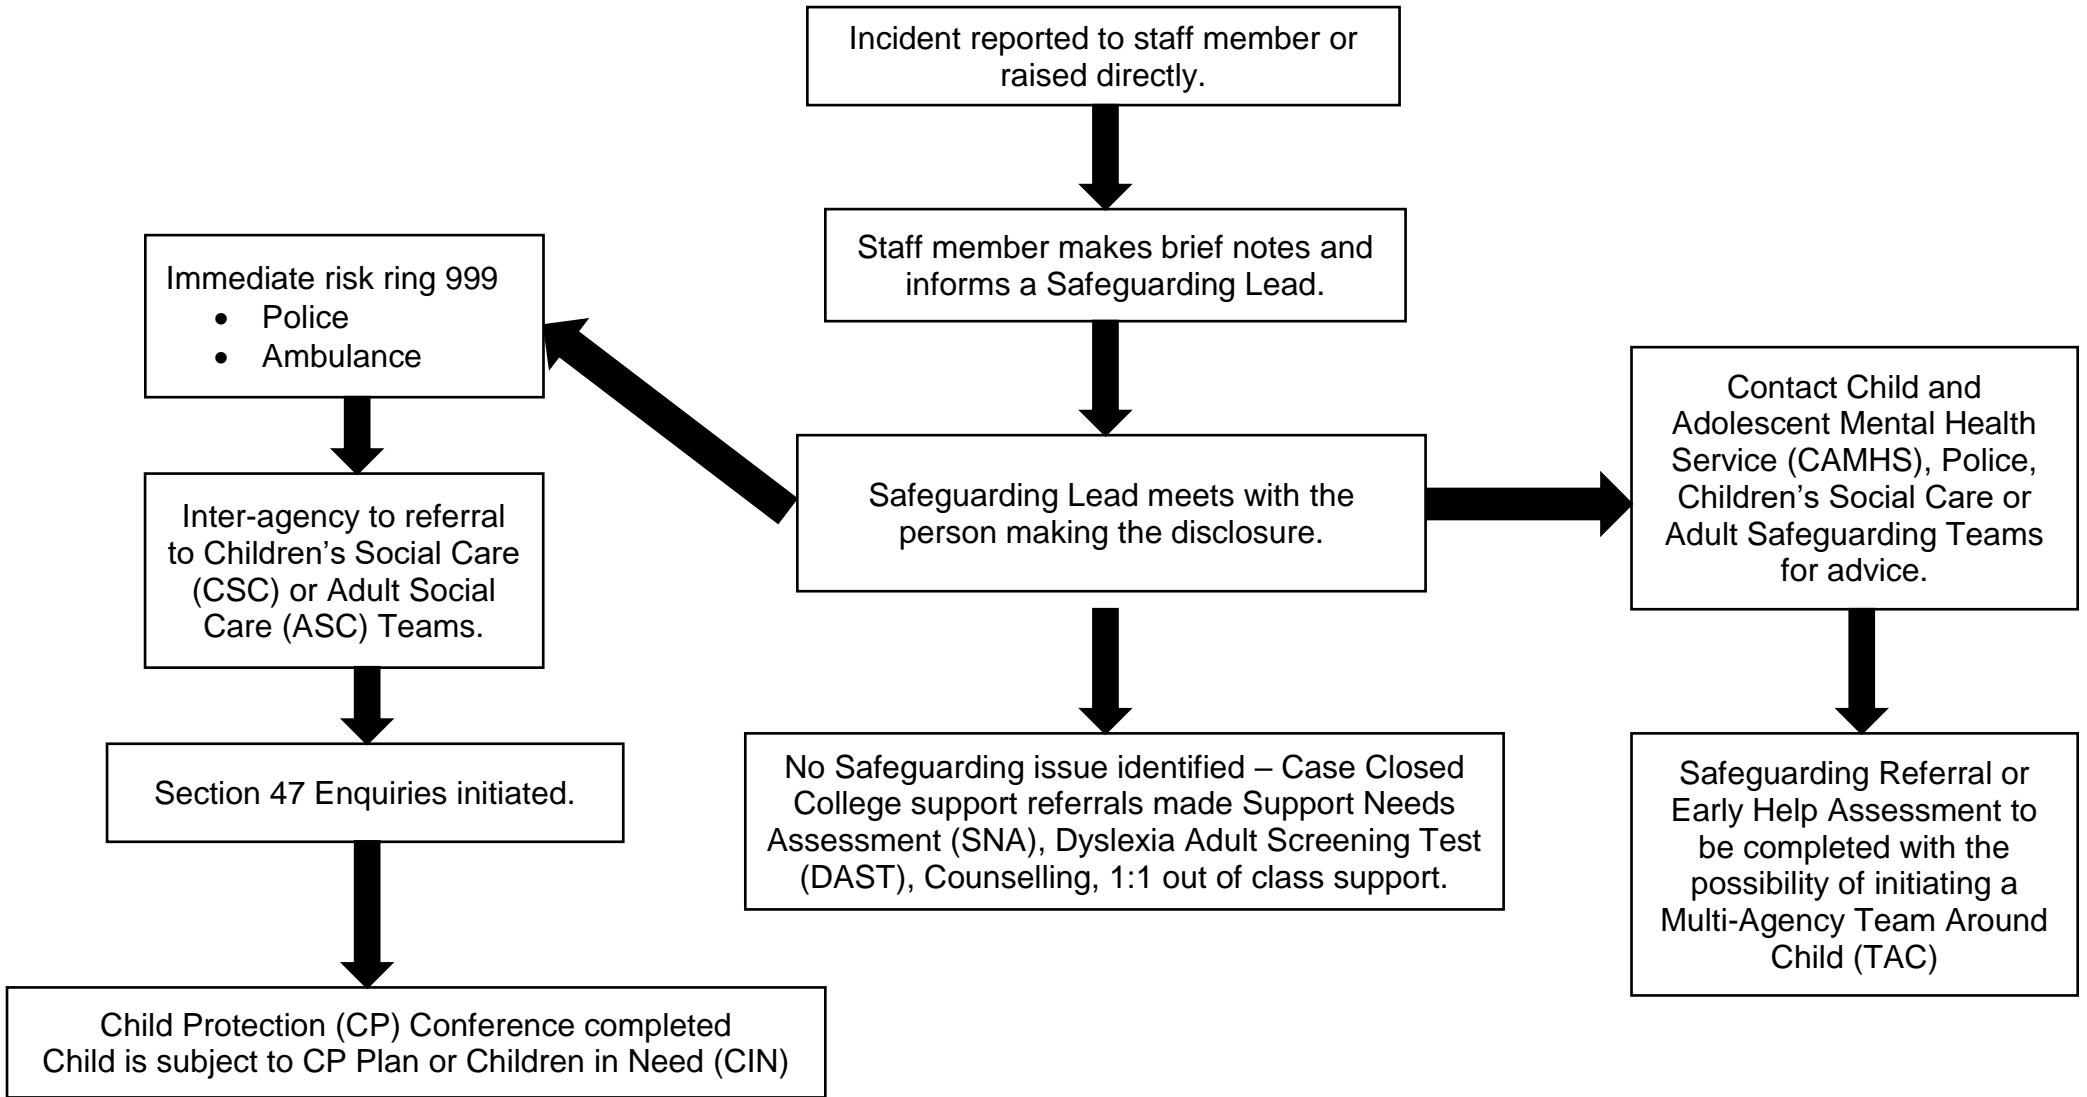 Incident reported to staff member or
raised directly.
Staff member makes brief notes and
informs a Safeguarding Lead.
Safeguarding Lead meets with the
person making the disclosure.
Immediate risk ring 999
• Police
• Ambulance
Inter-agency to referral
to Children’s Social Care
(CSC) or Adult Social
Care (ASC) Teams.
Section 47 Enquiries initiated.
Child Protection (CP) Conference completed
Child is subject to CP Plan or Children in Need (CIN)
No Safeguarding issue identified – Case Closed
College support referrals made Support Needs
Assessment (SNA), Dyslexia Adult Screening Test
(DAST), Counselling, 1:1 out of class support.
Contact Child and
Adolescent Mental Health
Service (CAMHS), Police,
Children’s Social Care or
Adult Safeguarding Teams
for advice.
Safeguarding Referral or
Early Help Assessment to
be completed with the
possibility of initiating a
Multi-Agency Team Around
Child (TAC)